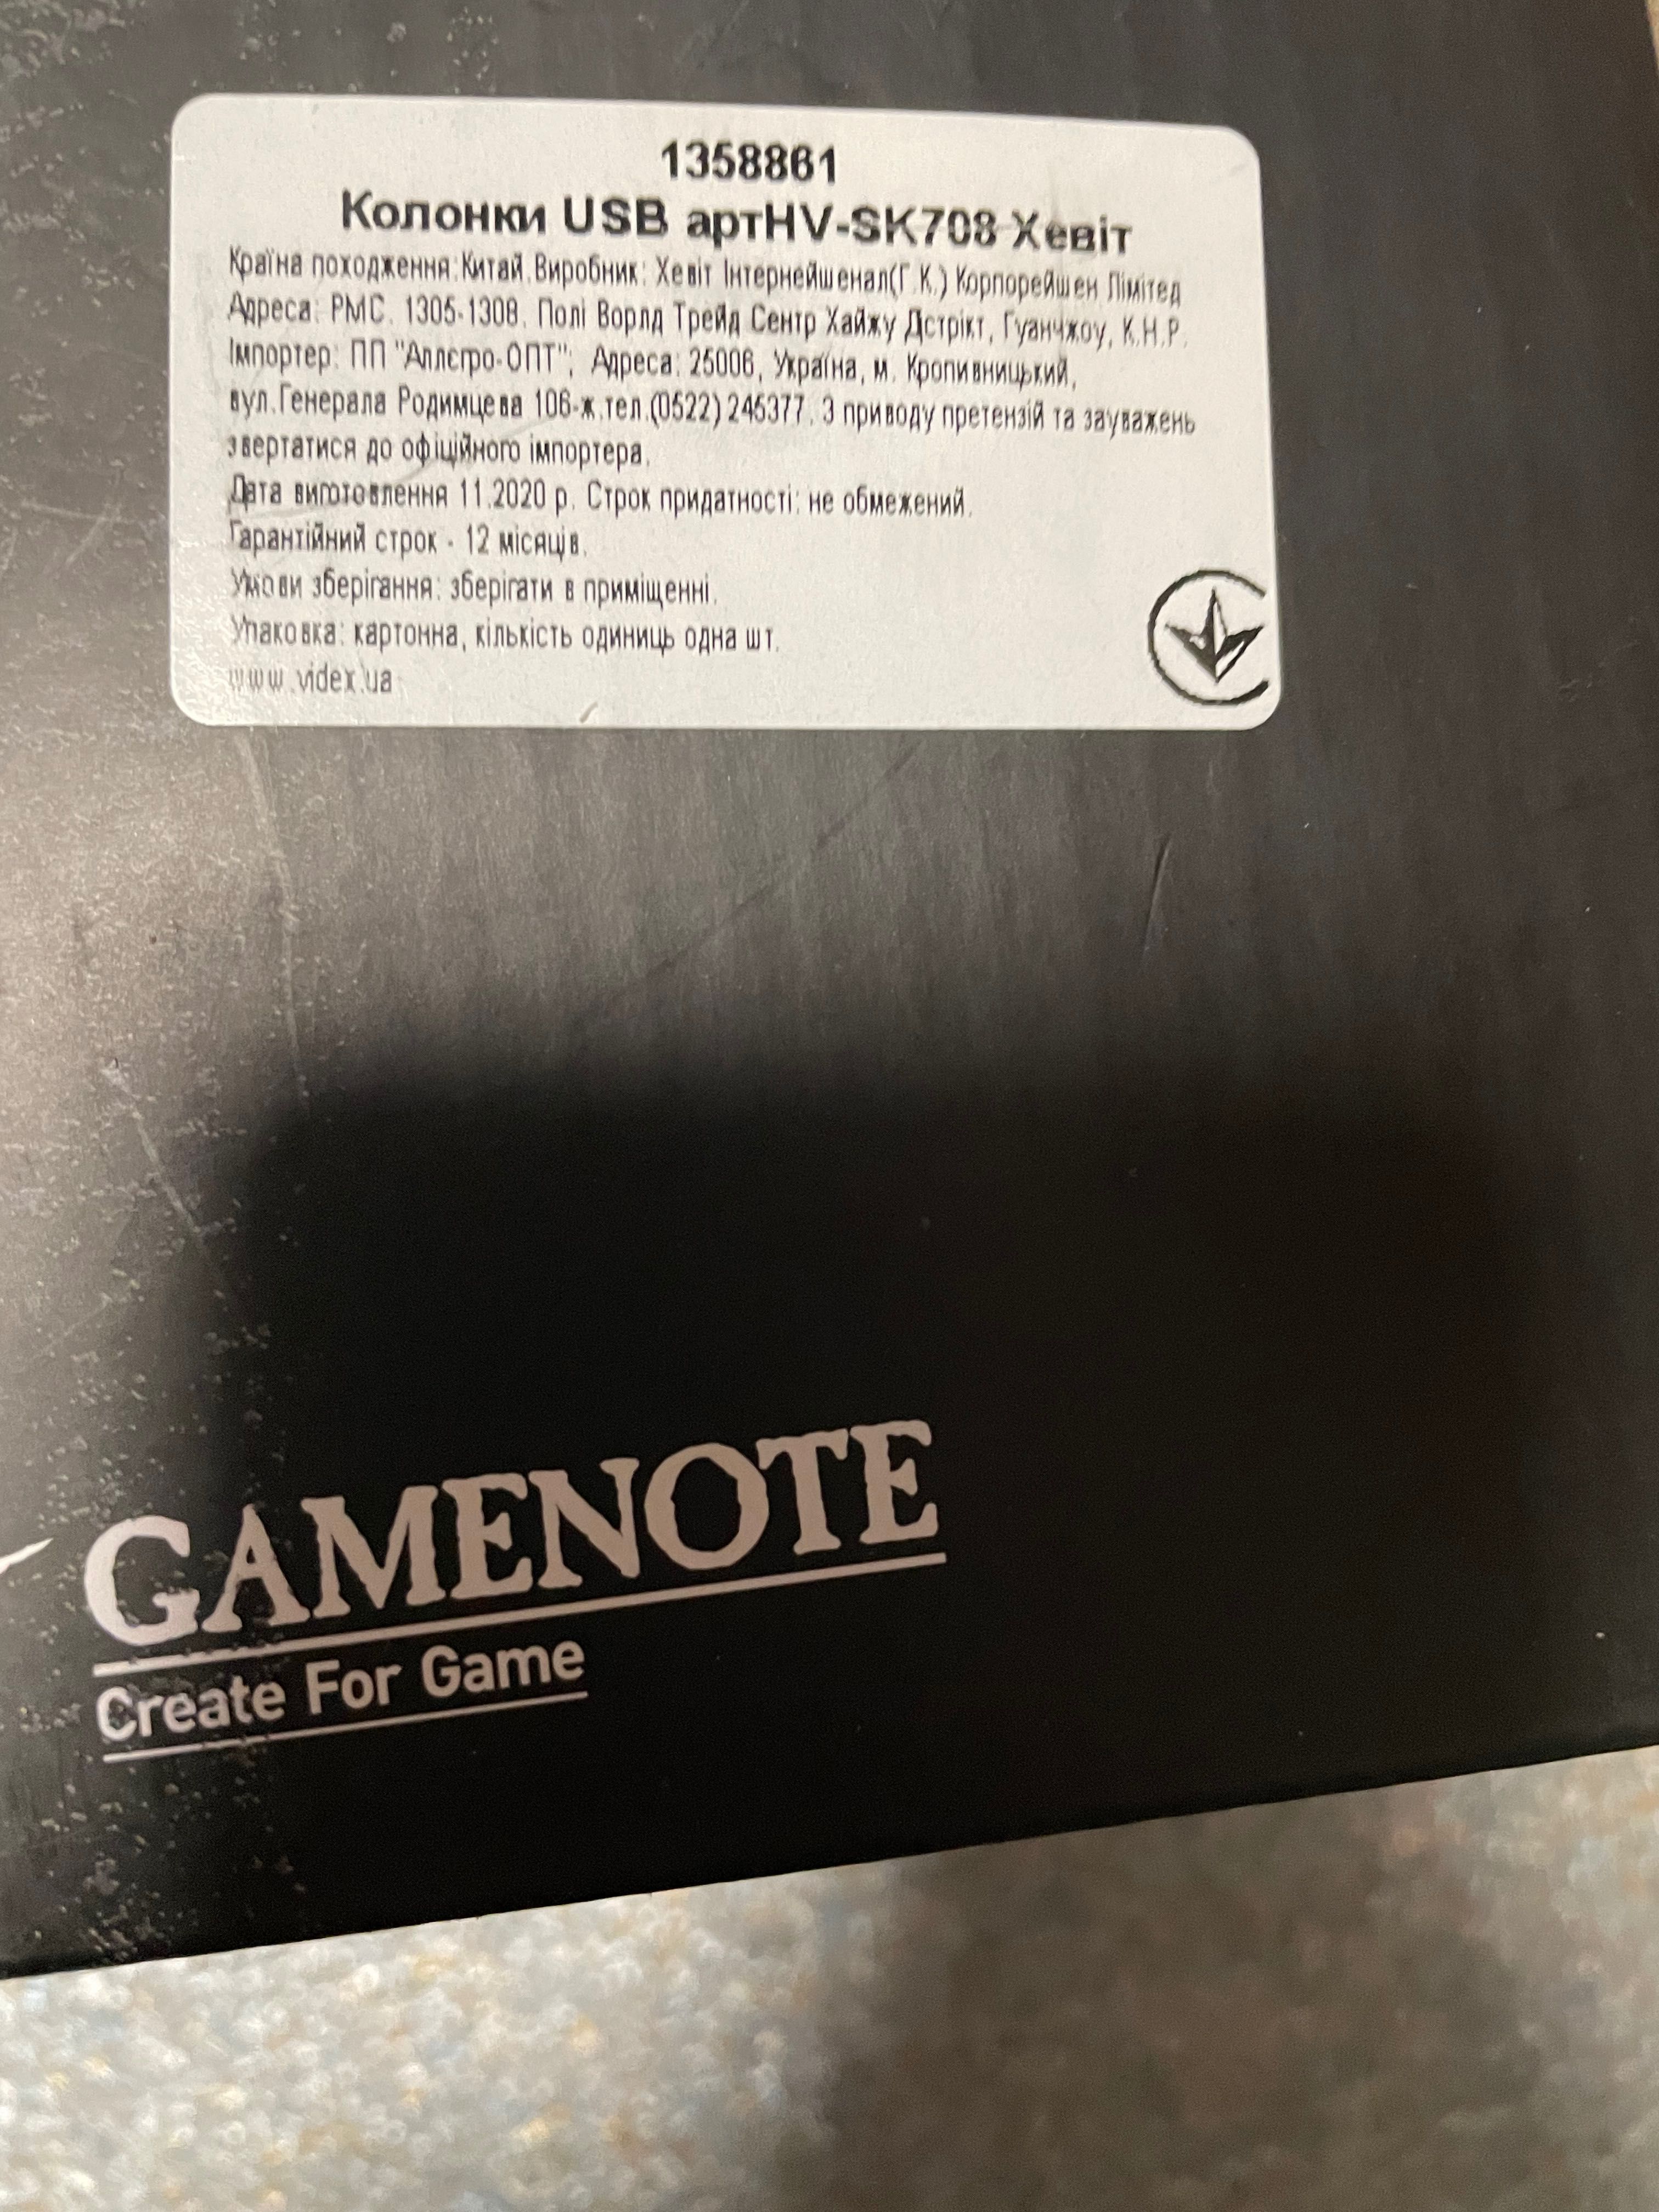 1358861
Колонки USB артHV-SK708 Хевіт
Країна походження:Китай.Виробник: Хевіт Інтернейшенал(Г.К.) Корпорейшен Лімітед
Адреса: РМС. 1305-1308. Полі Ворлд Трейд Сентр Хайжу Дстрікт, Гуанчжоу, К.Н.Р.
Імпортер: ПП "Аллєгро-ОПТ"; Адреса: 25006, Україна, м. Кропивницький,
вул.Генерала Родимцева 106-ж.тел.(0522) 245377. З приводу претензій та зауважень
звертатися до офіційного імпортера.
Дата виготовлення 11.2020 р. Строк придатності: не обмежений.
Гарантійний строк - 12 місяців.
Умови зберігання: зберігати в приміщенні.
Упаковка: картонна, кількість одиниць одна шт.
www.videx.ua
GAMENOTE
Create For Game